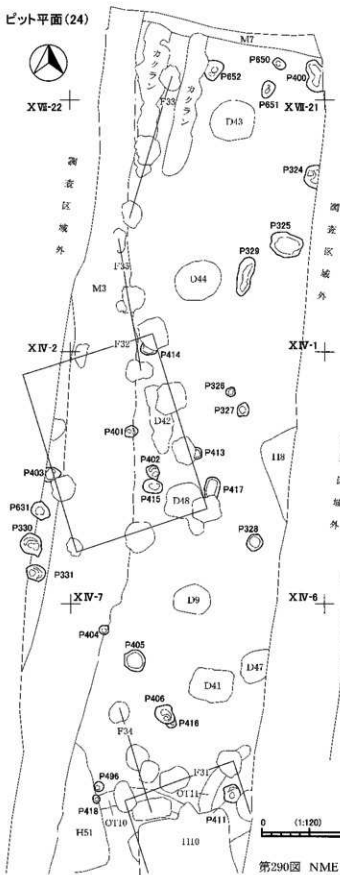 ピット平面(24)
M7
カクラン
カクラン
P652
P650
P400
F33
P651
XVII-22
XVII-21
D43
P324
調査区域外
P325
調査区域外
P329
F35
D44
M3
XIV-2
F32
P414
XIV-1
P326
D42
P327
P401
P413
H8
P403
P402
P415
D48
P417
P631
P330
P328
P331
XIV-7
D9
XIV-6
P404
P405
D47
D41
P406
P416
F34
F31
P496
OT11
P418
OT10
P411
H51
H10
0 (1:120)
第290図 NME